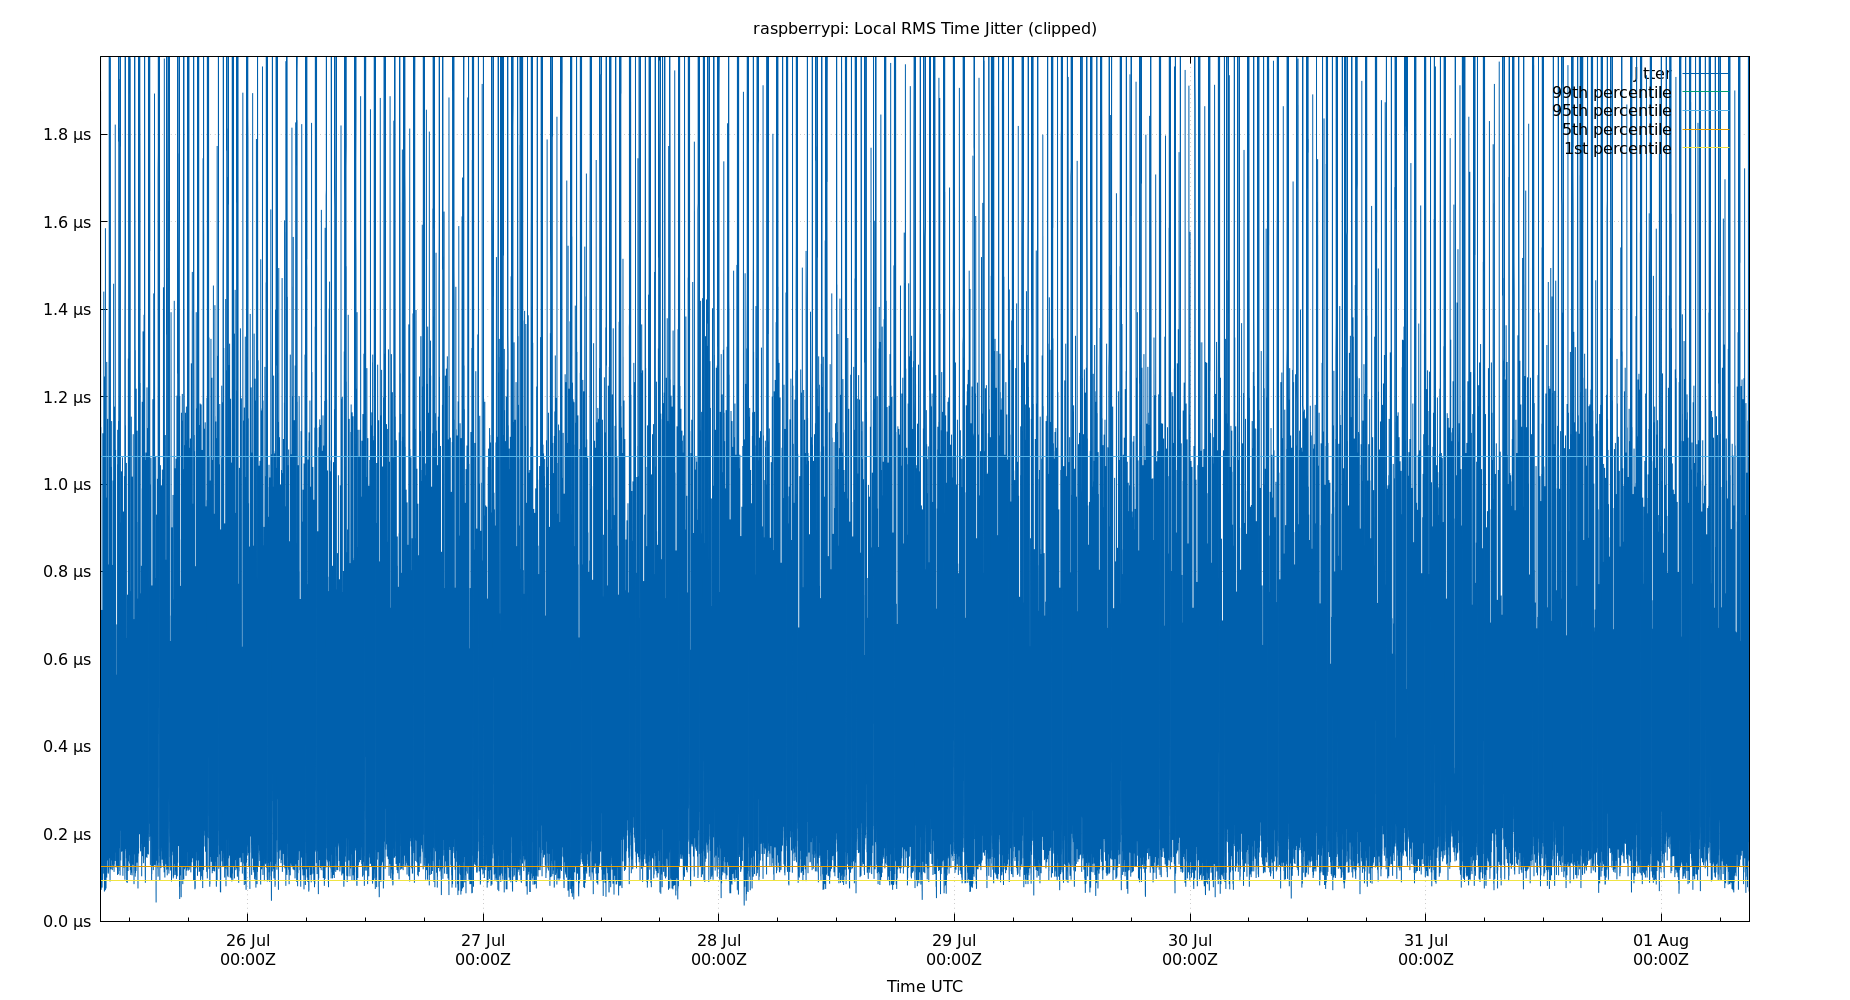 raspberrypi: Local RMS Time Jitter (clipped)
jitter
99th percentile
95th percentile
5th percentile
1st percentile
1.8 µs
1.6 µs
1.4 µs
1.2 µs
1.0 µs
0.8 µs
0.6 µs
0.4 µs
0.2 µs
0.0 µs
26 Jul 27 Jul 28 Jul 29 Jul 30 Jul 31 Jul 01 Aug
00:00Z 00:00Z 00:00Z 00:00Z 00:00Z 00:00Z 00:00Z
Time UTC